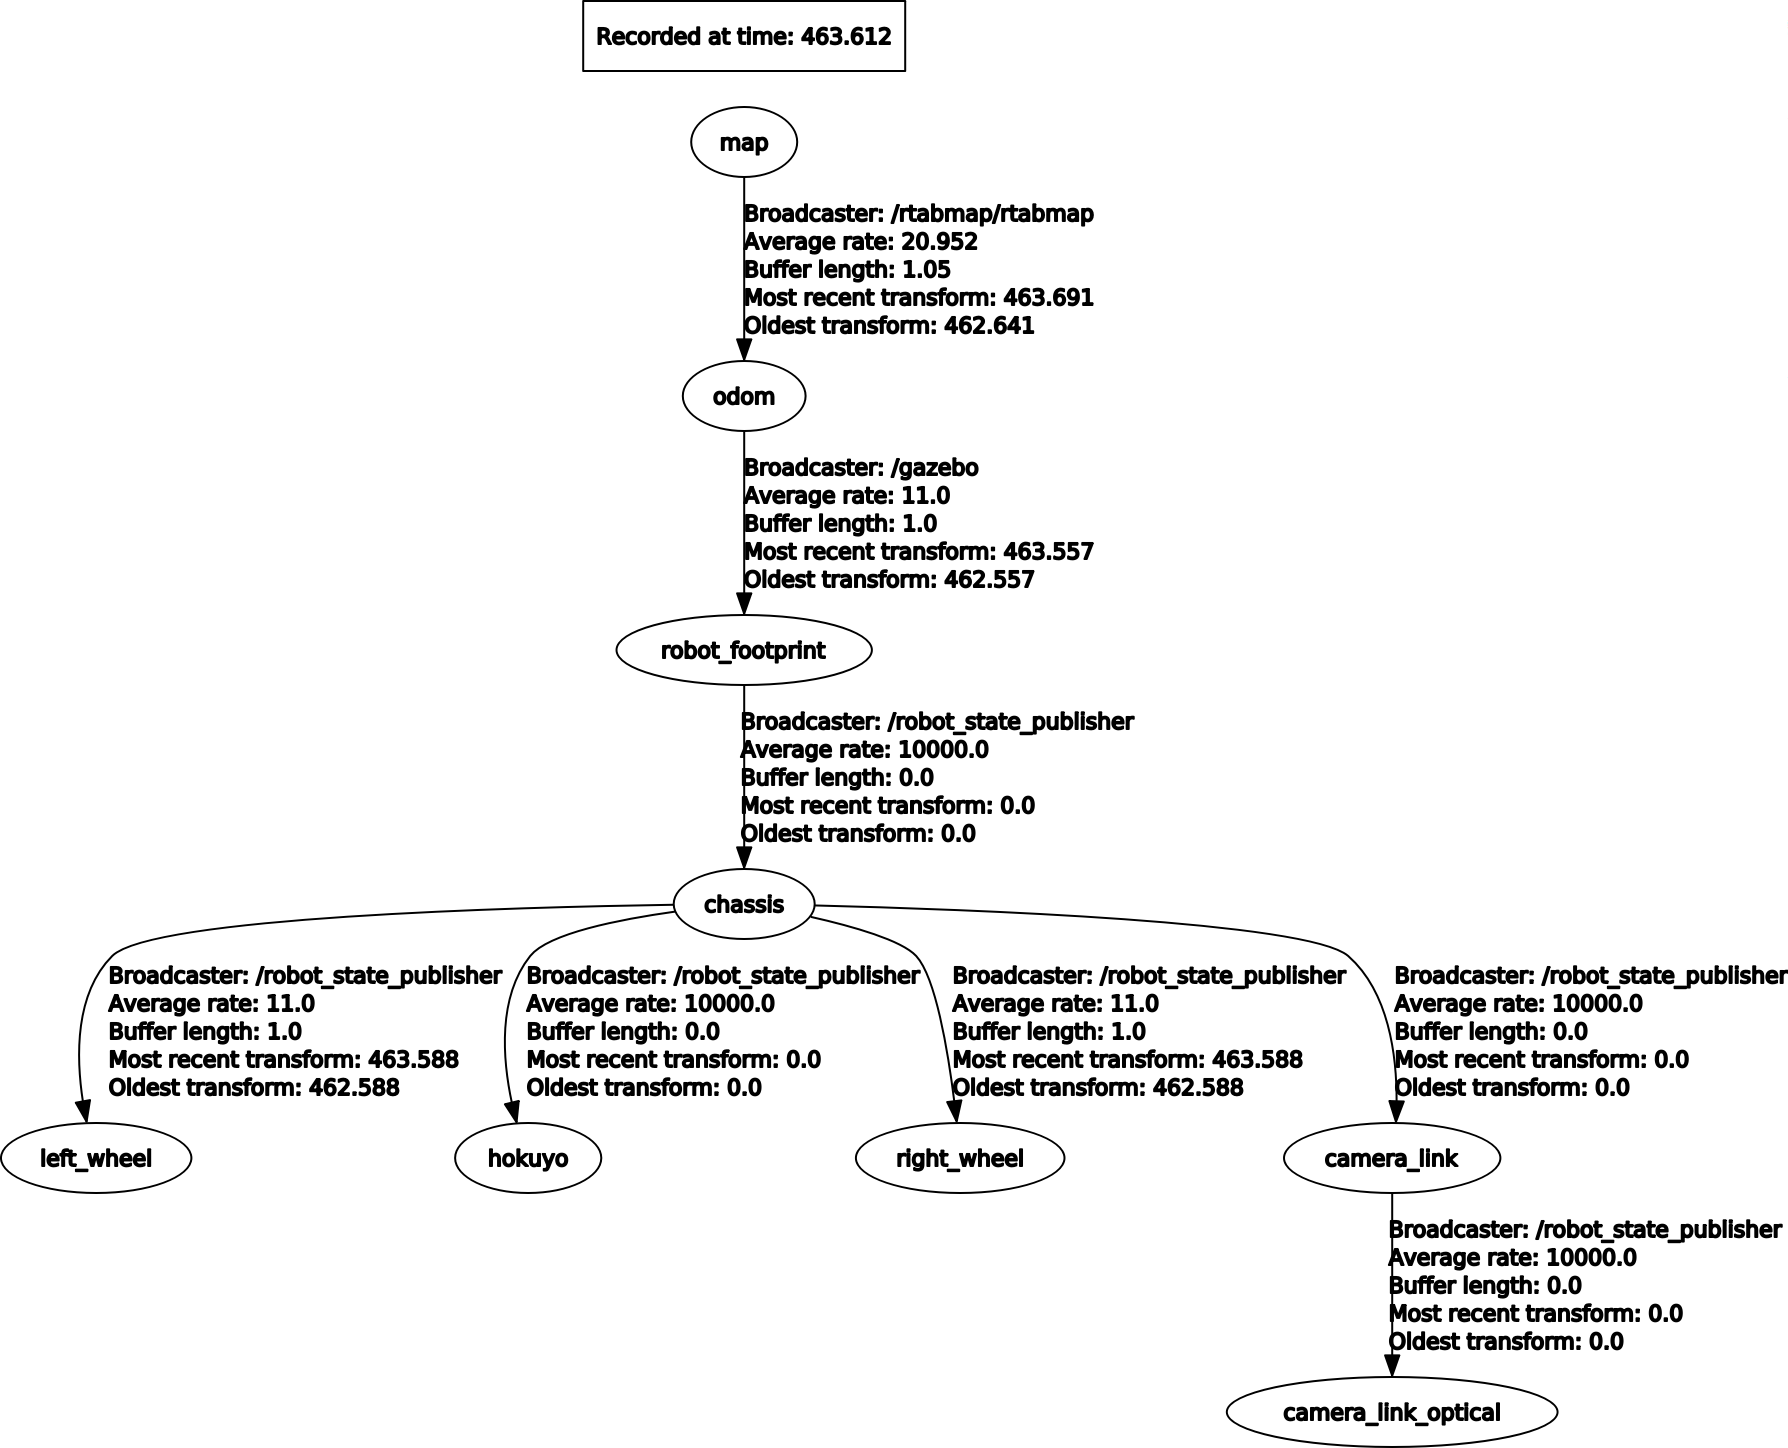 Recorded at time: 463.612
map
Broadcaster: /rtabmap/rtabmap
Average rate: 20.952
Buffer length: 1.05
Most recent transform: 463.691
Oldest transform: 462.641
odom
Broadcaster: /gazebo
Average rate: 11.0
Buffer length: 1.0
Most recent transform: 463.557
Oldest transform: 462.557
robot_footprint
Broadcaster: /robot_state_publisher
Average rate: 10000.0
Buffer length: 0.0
Most recent transform: 0.0
Oldest transform: 0.0
chassis
Broadcaster: /robot_state_publisher
Average rate: 11.0
Buffer length: 1.0
Most recent transform: 463.588
Oldest transform: 462.588
Broadcaster: /robot_state_publisher
Average rate: 10000.0
Buffer length: 0.0
Most recent transform: 0.0
Oldest transform: 0.0
Broadcaster: /robot_state_publisher
Average rate: 11.0
Buffer length: 1.0
Most recent transform: 463.588
Oldest transform: 462.588
Broadcaster: /robot_state_publisher
Average rate: 10000.0
Buffer length: 0.0
Most recent transform: 0.0
Oldest transform: 0.0
left_wheel
hokuyo
right_wheel
camera_link
Broadcaster: /robot_state_publisher
Average rate: 10000.0
Buffer length: 0.0
Most recent transform: 0.0
Oldest transform: 0.0
camera_link_optical